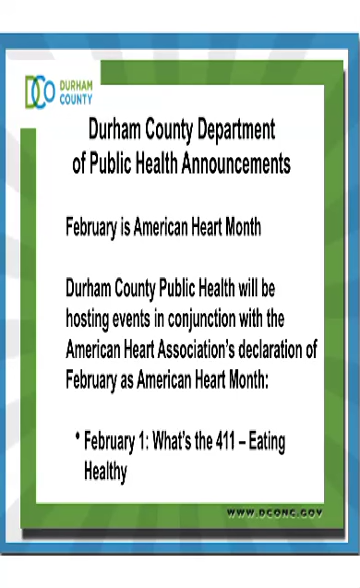 DCO DURHAM
COUNTY
Durham County Department
of Public Health Announcements
February is American Heart Month
Durham County Public Health will be
hosting events in conjunction with the
American Heart Association's declaration of
February as American Heart Month:
• February 1: What's the 411 – Eating
Healthy
WWW.DCONC.GOV